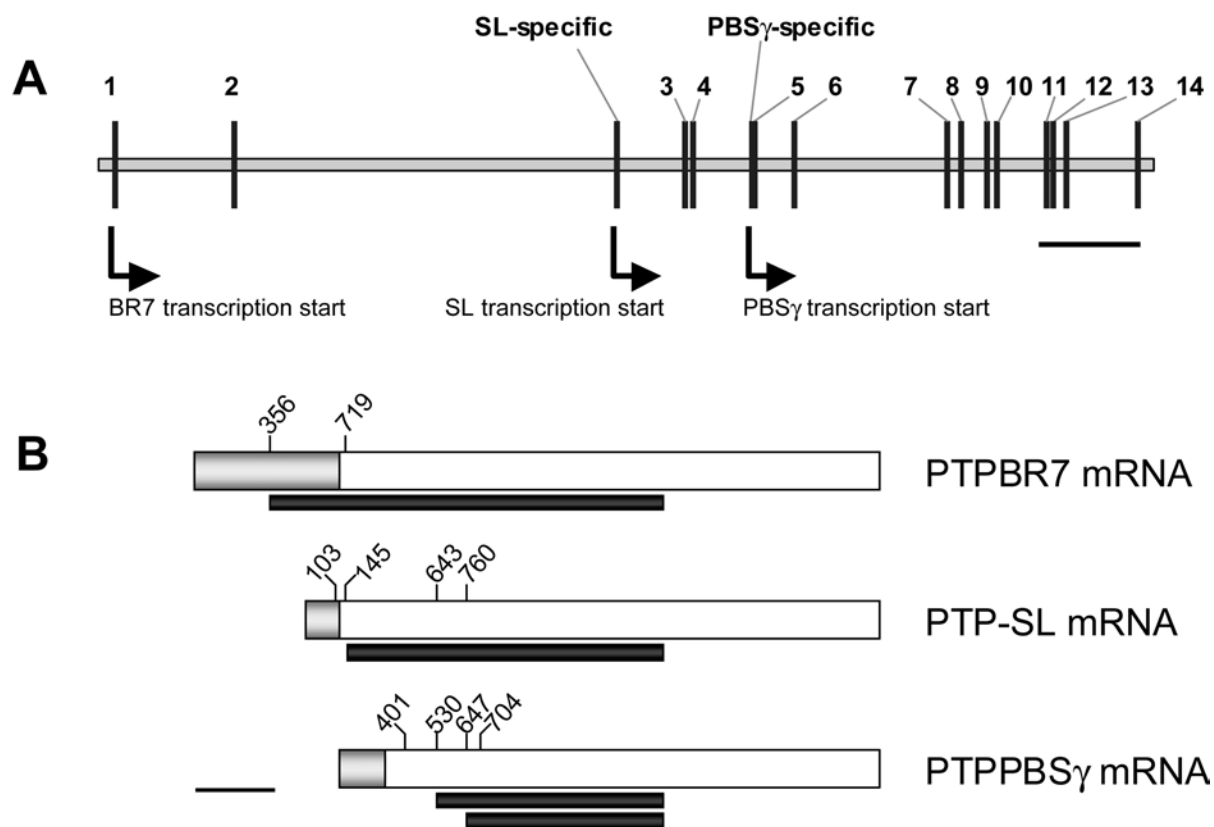 SL-specific PBSγ-specific
A 1 2 3 4 5 6 7 8 9 10 11 12 13 14
BR7 transcription start SL transcription start PBSγ transcription start
B
356 719
PTPBR7 mRNA
103 145 643 760
PTP-SL mRNA
401 530 647 704
PTPPBSγ mRNA